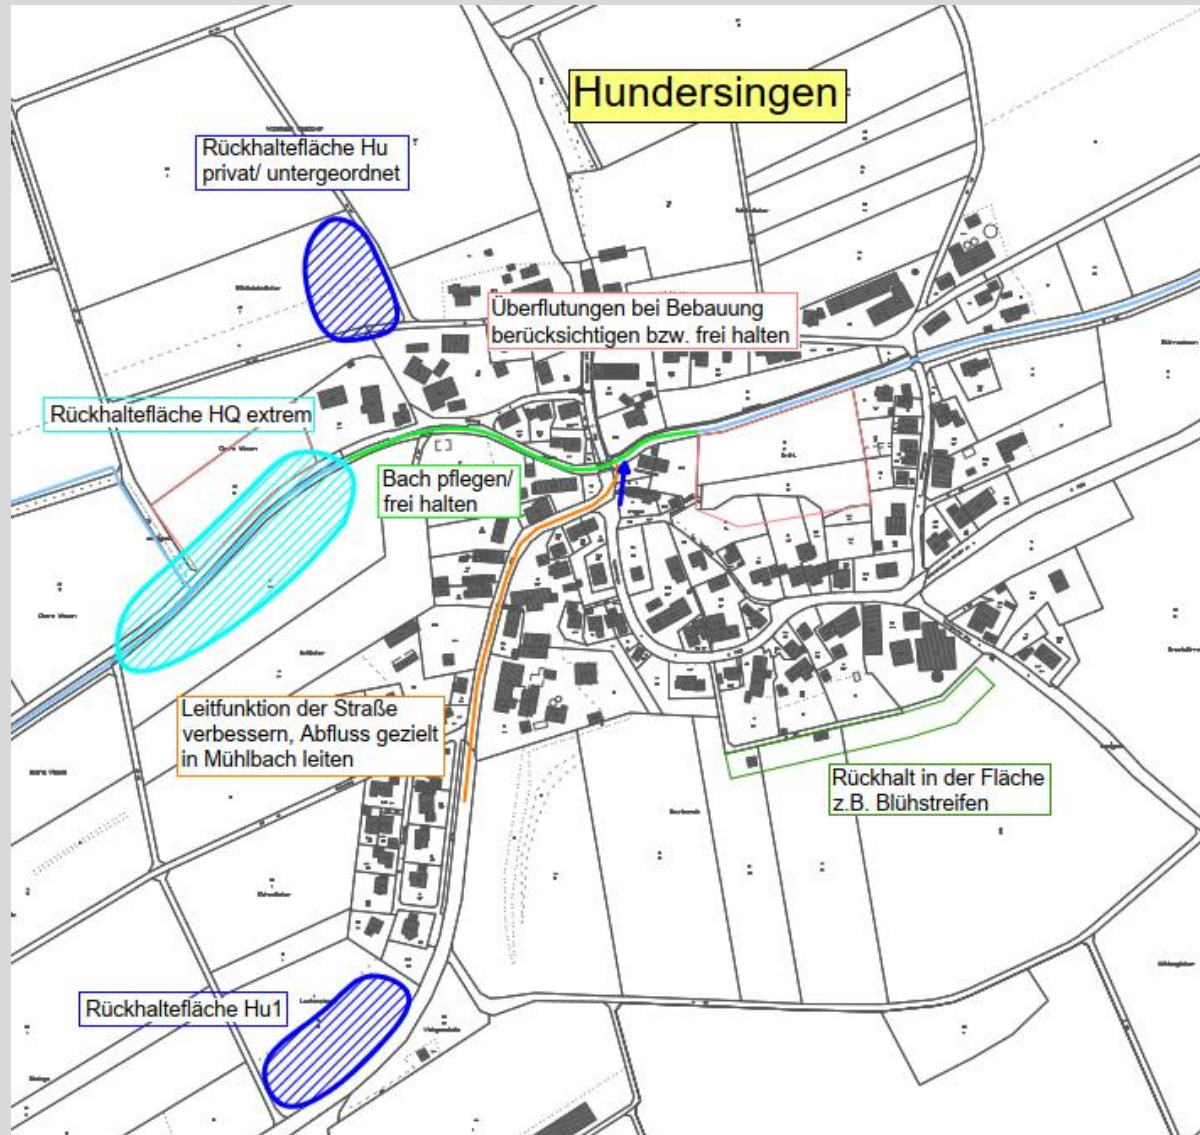 Hundersingen
Rückhaltefläche Hu
privat/ untergeordnet
Überflutungen bei Bebauung
berücksichtigen bzw. frei halten
Rückhaltefläche HQ extrem
Bach pflegen/
frei halten
Leitfunktion der Straße
verbessern, Abfluss gezielt
in Mühlbach leiten
Rückhalt in der Fläche
z.B. Blühstreifen
Rückhaltefläche Hu1